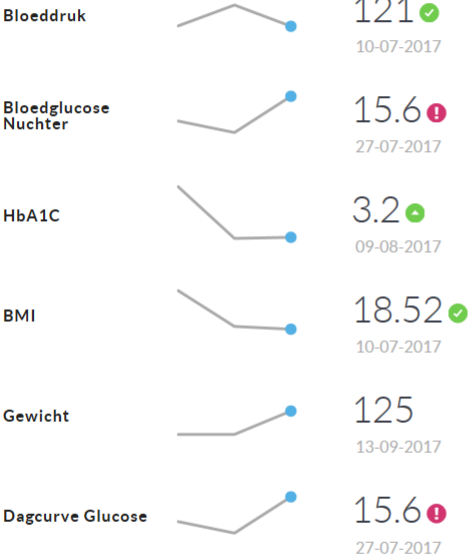 Bloeddruk
121
10-07-2017
Bloedglucose
Nuchter
15.6
27-07-2017
HbA1C
3.2
09-08-2017
BMI
18.52
10-07-2017
Gewicht
125
13-09-2017
Dagcurve Glucose
15.6
27-07-2017